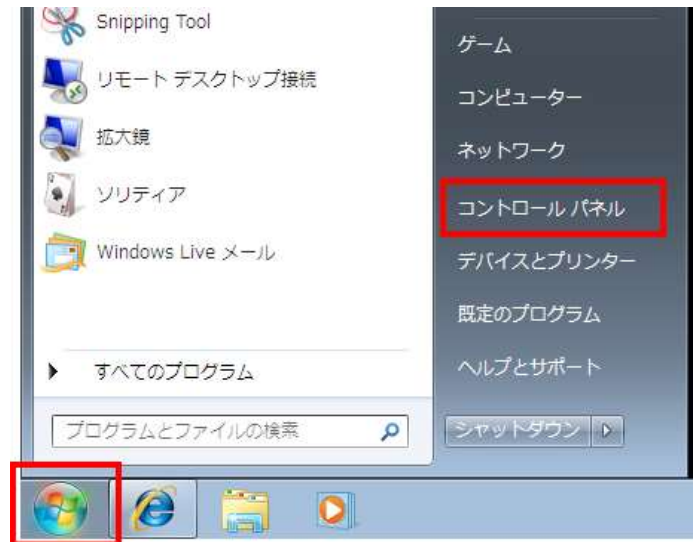 Snipping Tool
リモート デスクトップ接続
拡大鏡
ソリティア
Windows Live メール
すべてのプログラム
プログラムとファイルの検索
ゲーム
コンピューター
ネットワーク
コントロール パネル
デバイスとプリンター
既定のプログラム
ヘルプとサポート
シャットダウン